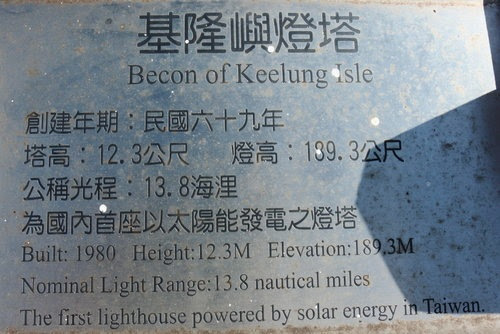 基隆嶼燈塔
Becon of Keelung Isle
創建年期：民國六十九年
塔高：12.3公尺　燈高：189.3公尺
公稱光程：13.8海浬
為國內首座以太陽能發電之燈塔
Built: 1980 Height:12.3M Elevation:189.3M
Nominal Light Range:13.8 nautical miles
The first lighthouse powered by solar energy in Taiwan.